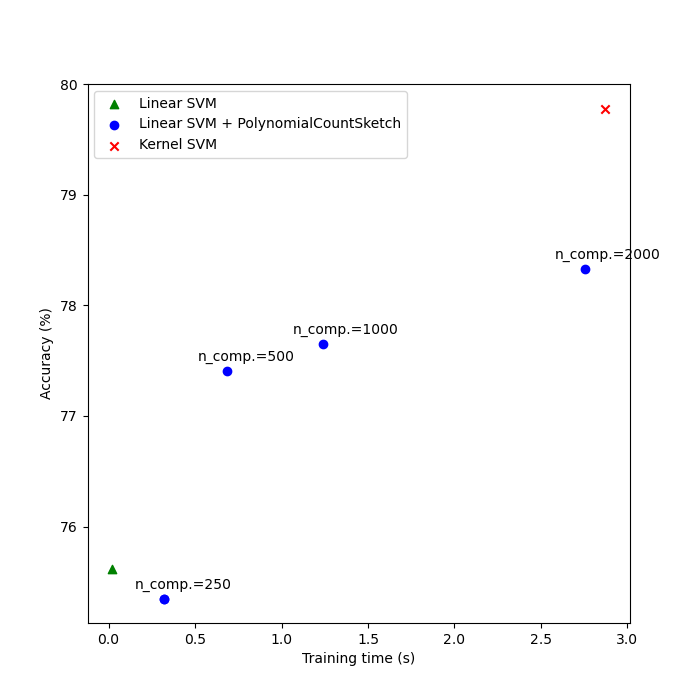 80
79
78
77
76
Accuracy (%)
Linear SVM
Linear SVM + PolynomialCountSketch
Kernel SVM
n_comp.=2000
n_comp.=1000
n_comp.=500
n_comp.=250
0.0 0.5 1.0 1.5 2.0 2.5 3.0
Training time (s)